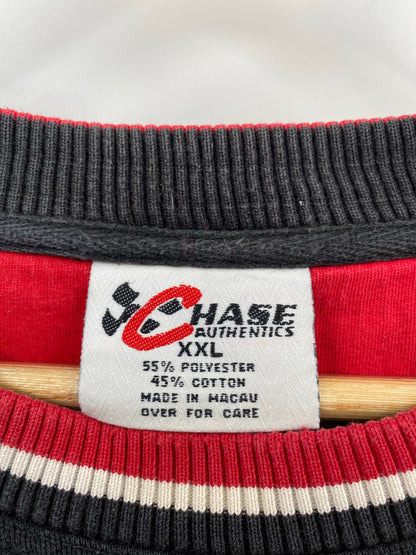 CHASE
AUTHENTICS
XXL
55% POLYESTER
45% COTTON
MADE IN MACAU
OVER FOR CARE